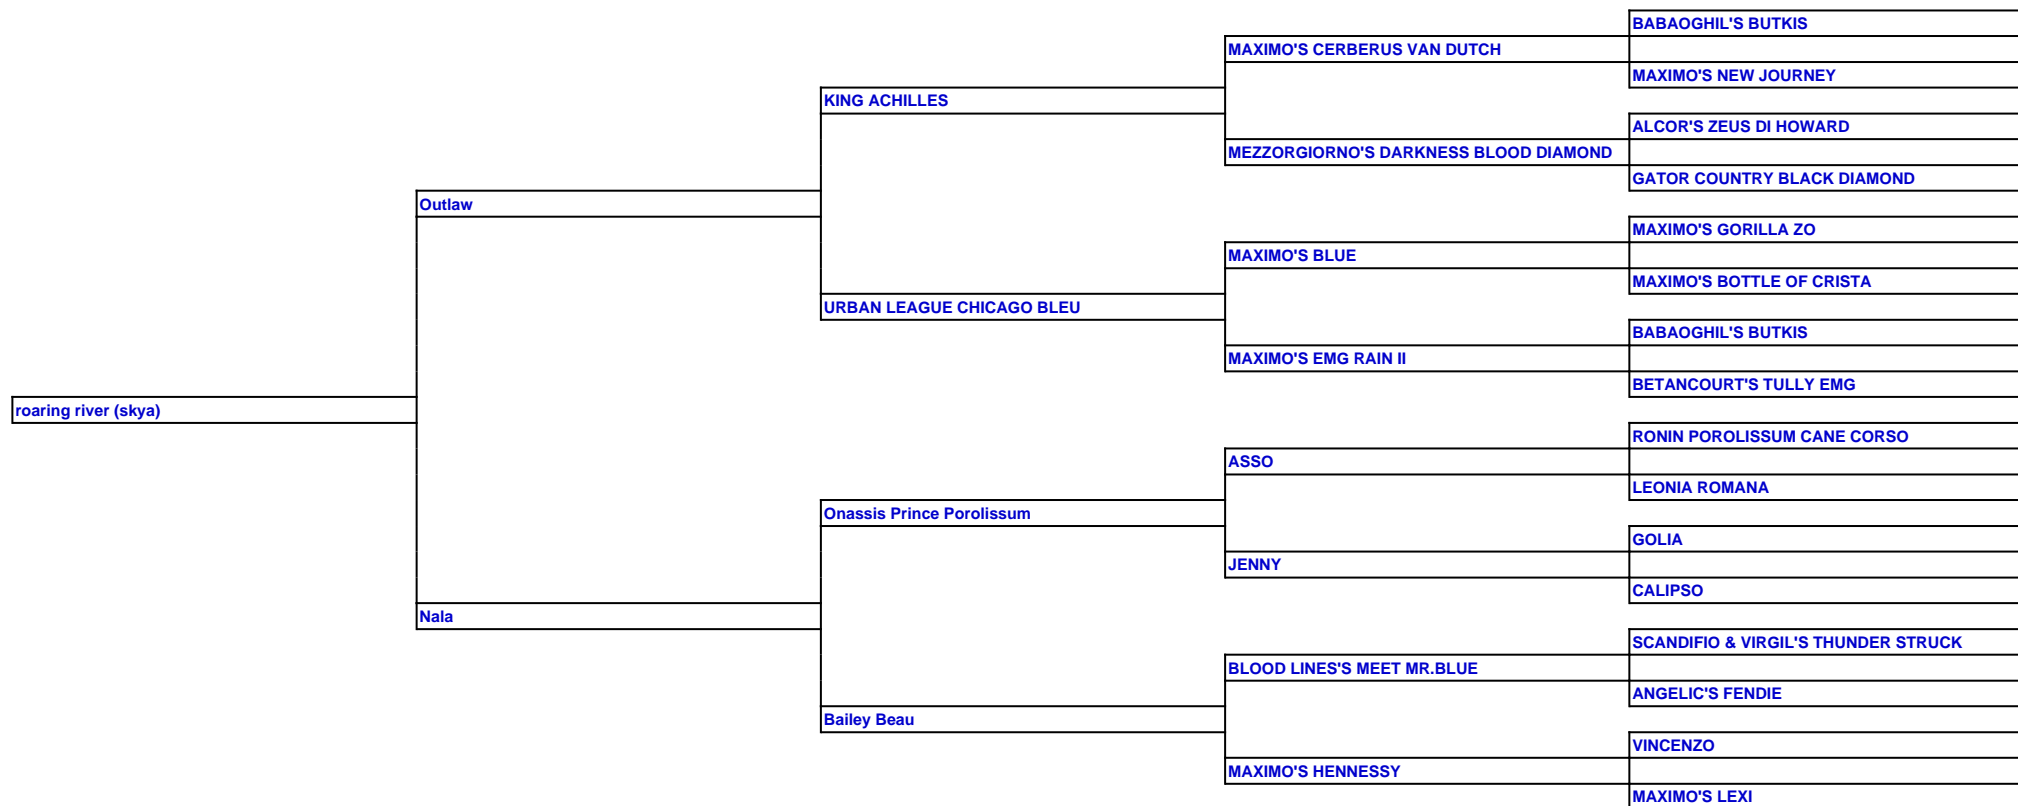 BABAOGHIL'S BUTKIS
MAXIMO'S CERBERUS VAN DUTCH
MAXIMO'S NEW JOURNEY
KING ACHILLES
ALCOR'S ZEUS DI HOWARD
MEZZORGIORNO'S DARKNESS BLOOD DIAMOND
GATOR COUNTRY BLACK DIAMOND
Outlaw
MAXIMO'S GORILLA ZO
MAXIMO'S BLUE
MAXIMO'S BOTTLE OF CRISTA
URBAN LEAGUE CHICAGO BLEU
BABAOGHIL'S BUTKIS
MAXIMO'S EMG RAIN II
BETANCOURT'S TULLY EMG
roaring river (skya)
RONIN POROLISSUM CANE CORSO
ASSO
LEONIA ROMANA
Onassis Prince Porolissum
GOLIA
JENNY
CALIPSO
Nala
SCANDIFIO & VIRGIL'S THUNDER STRUCK
BLOOD LINES'S MEET MR.BLUE
ANGELIC'S FENDIE
Bailey Beau
VINCENZO
MAXIMO'S HENNESSY
MAXIMO'S LEXI